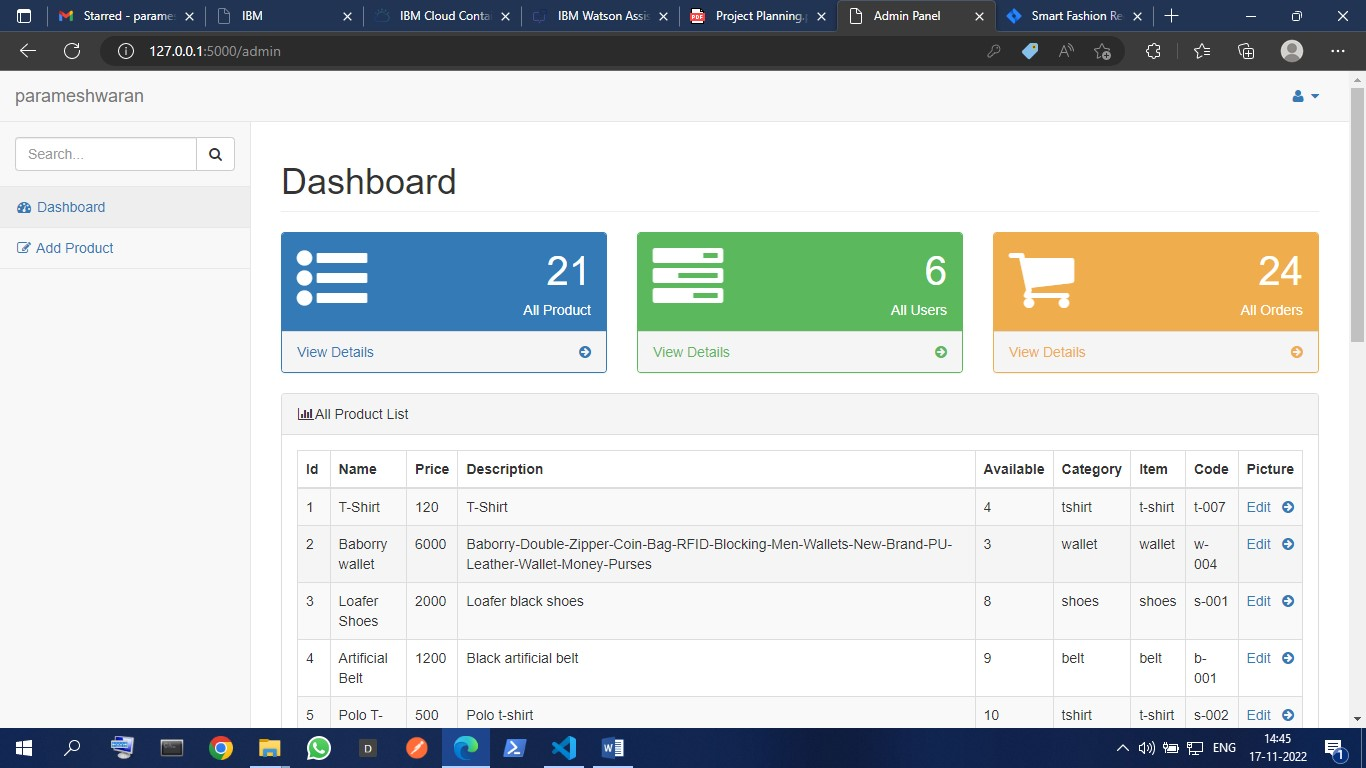 Starred - parame
IBM
IBM Cloud Conta
IBM Watson Assis
Project Planning.p
Admin Panel
Smart Fashion Re
127.0.0.1:5000/admin
parameshwaran
Search...
Dashboard
Add Product
Dashboard
21
All Product
View Details
6
All Users
View Details
24
All Orders
View Details
All Product List
Id Name Price Description Available Category Item Code Picture
1 T-Shirt 120 T-Shirt 4 tshirt t-shirt t-007 Edit
2 Baborry 6000 Baborry-Double-Zipper-Coin-Bag-RFID-Blocking-Men-Wallets-New-Brand-PU- 3 wallet wallet w- Edit
wallet Leather-Wallet-Money-Purses 004
3 Loafer 2000 Loafer black shoes 8 shoes shoes s-001 Edit
Shoes
4 Artificial 1200 Black artificial belt 9 belt belt b- Edit
Belt 001
5 Polo T- 500 Polo t-shirt 10 tshirt t-shirt s-002 Edit
ENG
14:45
17-11-2022
1